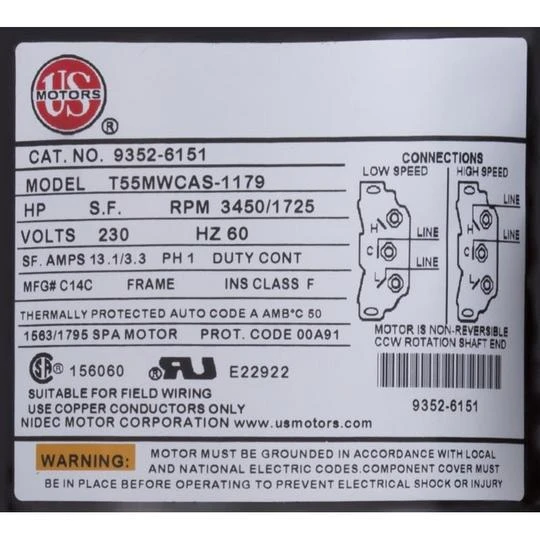 US
MOTORS
®
CAT. NO. 9352-6151
MODEL T55MWCAS-1179
HP S.F. RPM 3450/1725
VOLTS 230 HZ 60
SF. AMPS 13.1/3.3 PH 1 DUTY CONT
MFG# C14C FRAME INS CLASS F
THERMALLY PROTECTED AUTO CODE A AMB°C 50
1563/1795 SPA MOTOR PROT. CODE 00A91
SA ® 156060 ® RU E22922
SUITABLE FOR FIELD WIRING
USE COPPER CONDUCTORS ONLY
NIDEC MOTOR CORPORATION www.usmotors.com
CONNECTIONS
LOW SPEED HIGH SPEED
LINE
H LINE H
C C
L LINE L LINE
MOTOR IS NON-REVERSIBLE
CCW ROTATION SHAFT END
9352-6151
WARNING: MOTOR MUST BE GROUNDED IN ACCORDANCE WITH LOCAL
AND NATIONAL ELECTRIC CODES.COMPONENT COVER MUST
BE IN PLACE BEFORE OPERATING TO PREVENT ELECTRICAL SHOCK OR INJURY